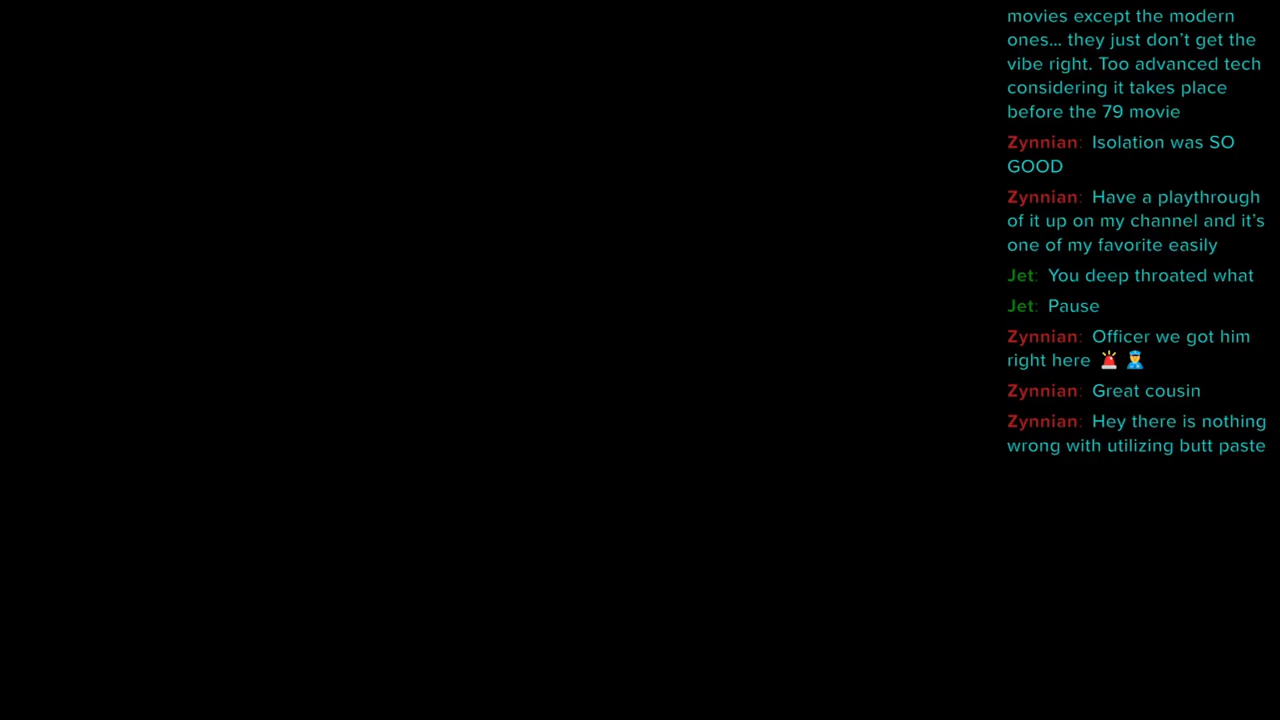 movies except the modern
ones... they just don't get the
vibe right. Too advanced tech
considering it takes place
before the 79 movie
Zynnian: Isolation was SO
GOOD
Zynnian: Have a playthrough
of it up on my channel and it's
one of my favorite easily
Jet: You deep throated what
Jet: Pause
Zynnian: Officer we got him
right here 🚨 👮
Zynnian: Great cousin
Zynnian: Hey there is nothing
wrong with utilizing butt paste